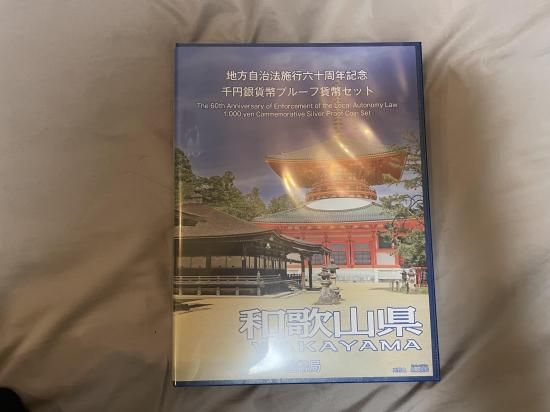 地方自治法施行六十周年記念
千円銀貨幣プルーフ貨幣セット
The 60th Anniversary of Enforcement of the Local Autonomy Law
1,000 yen Commemorative Silver Proof Coin Set
和歌山県
WAKAYAMA
局